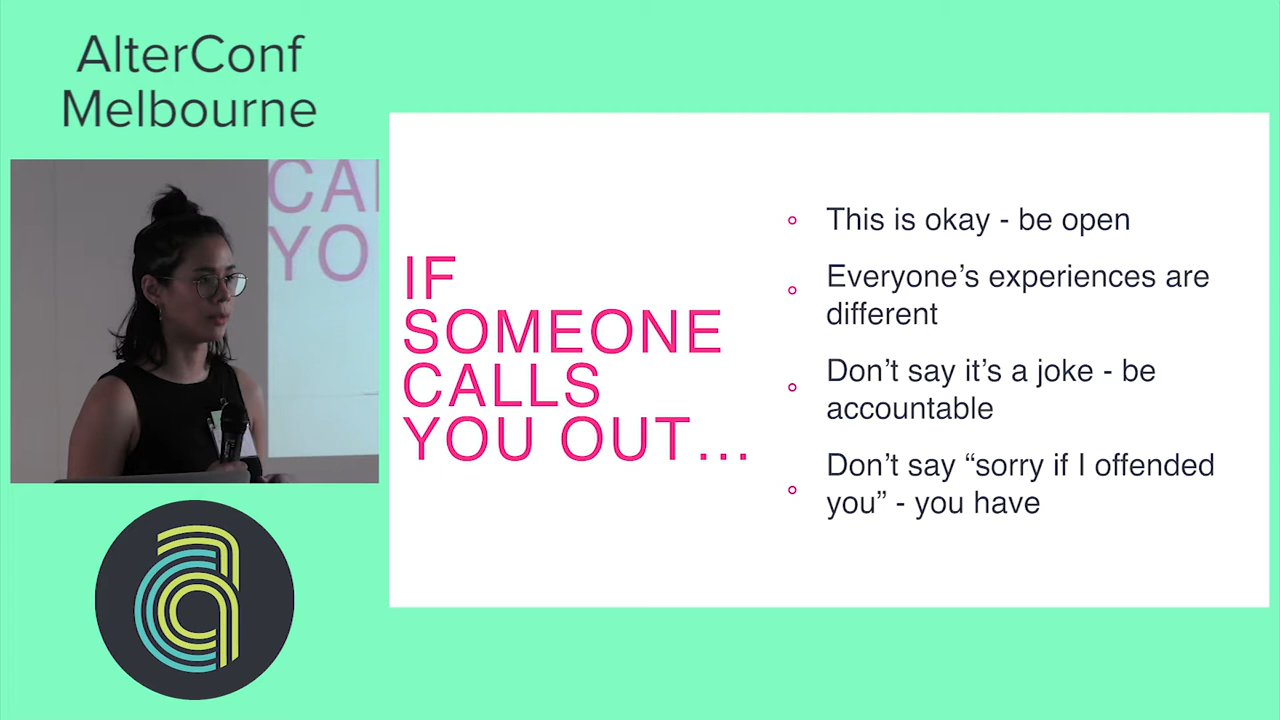 AlterConf
Melbourne
CA
YO
IF
SOMEONE
CALLS
YOU OUT...
This is okay - be open
Everyone’s experiences are
different
Don’t say it’s a joke - be
accountable
Don’t say “sorry if I offended
you” - you have